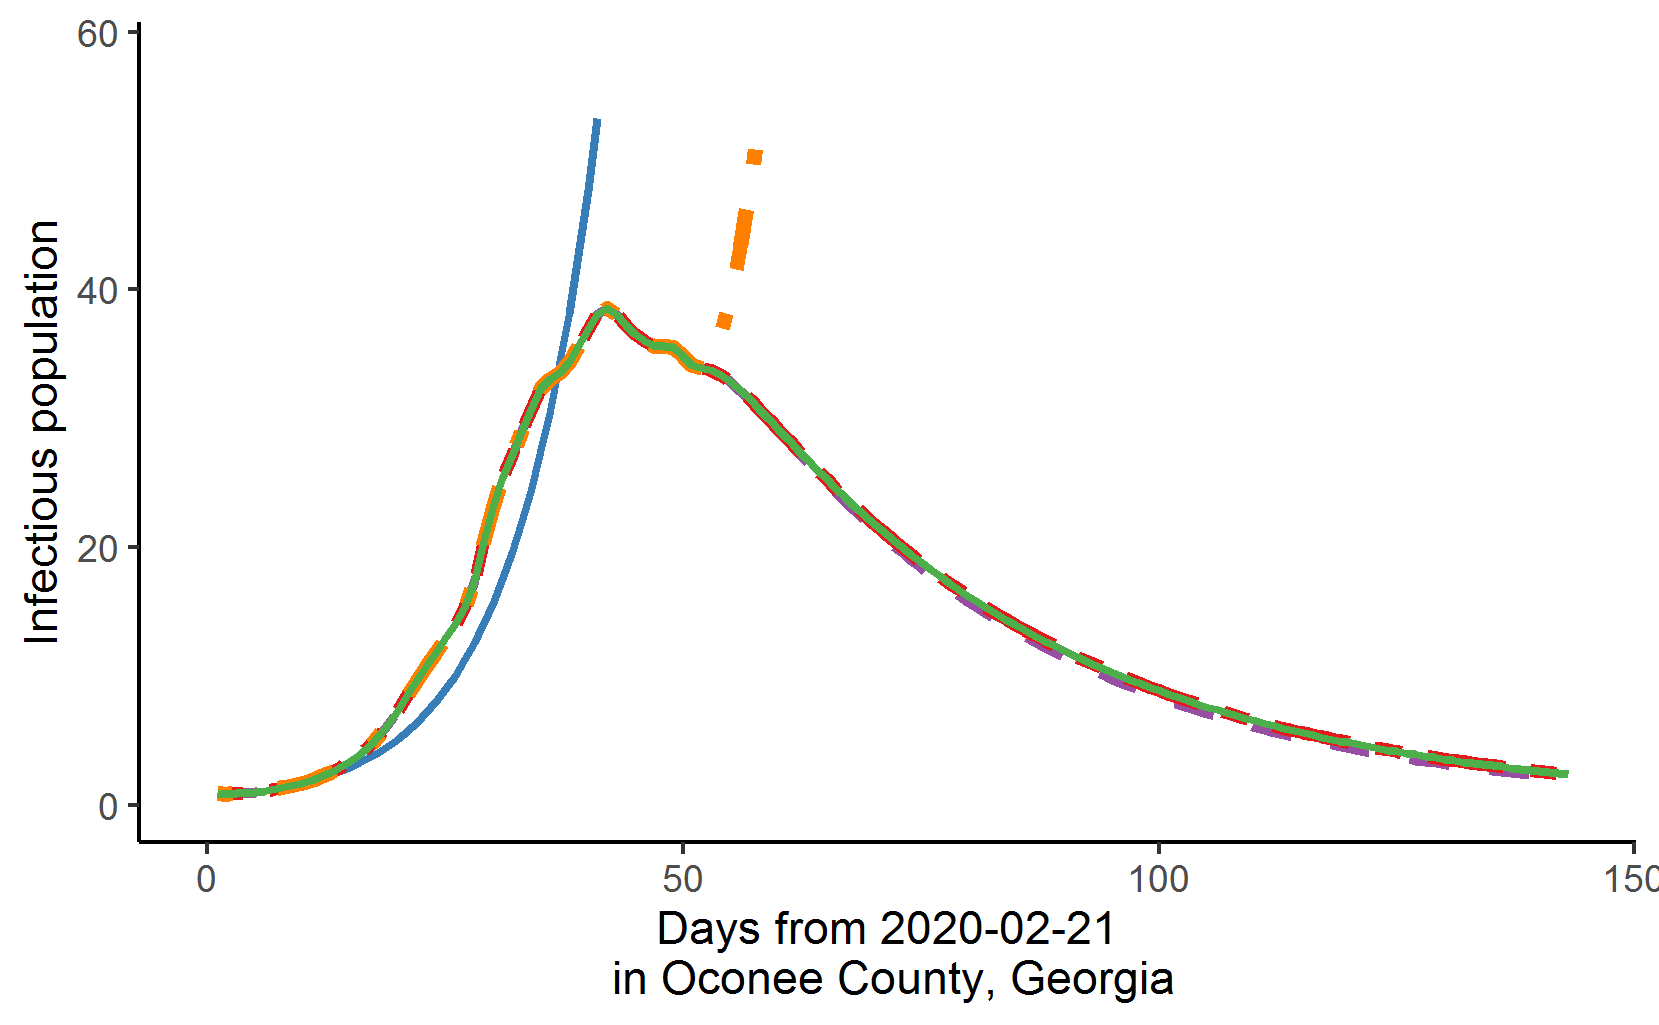 60
40
20
0
Infectious population
0 50 100 150
Days from 2020-02-21
in Oconee County, Georgia